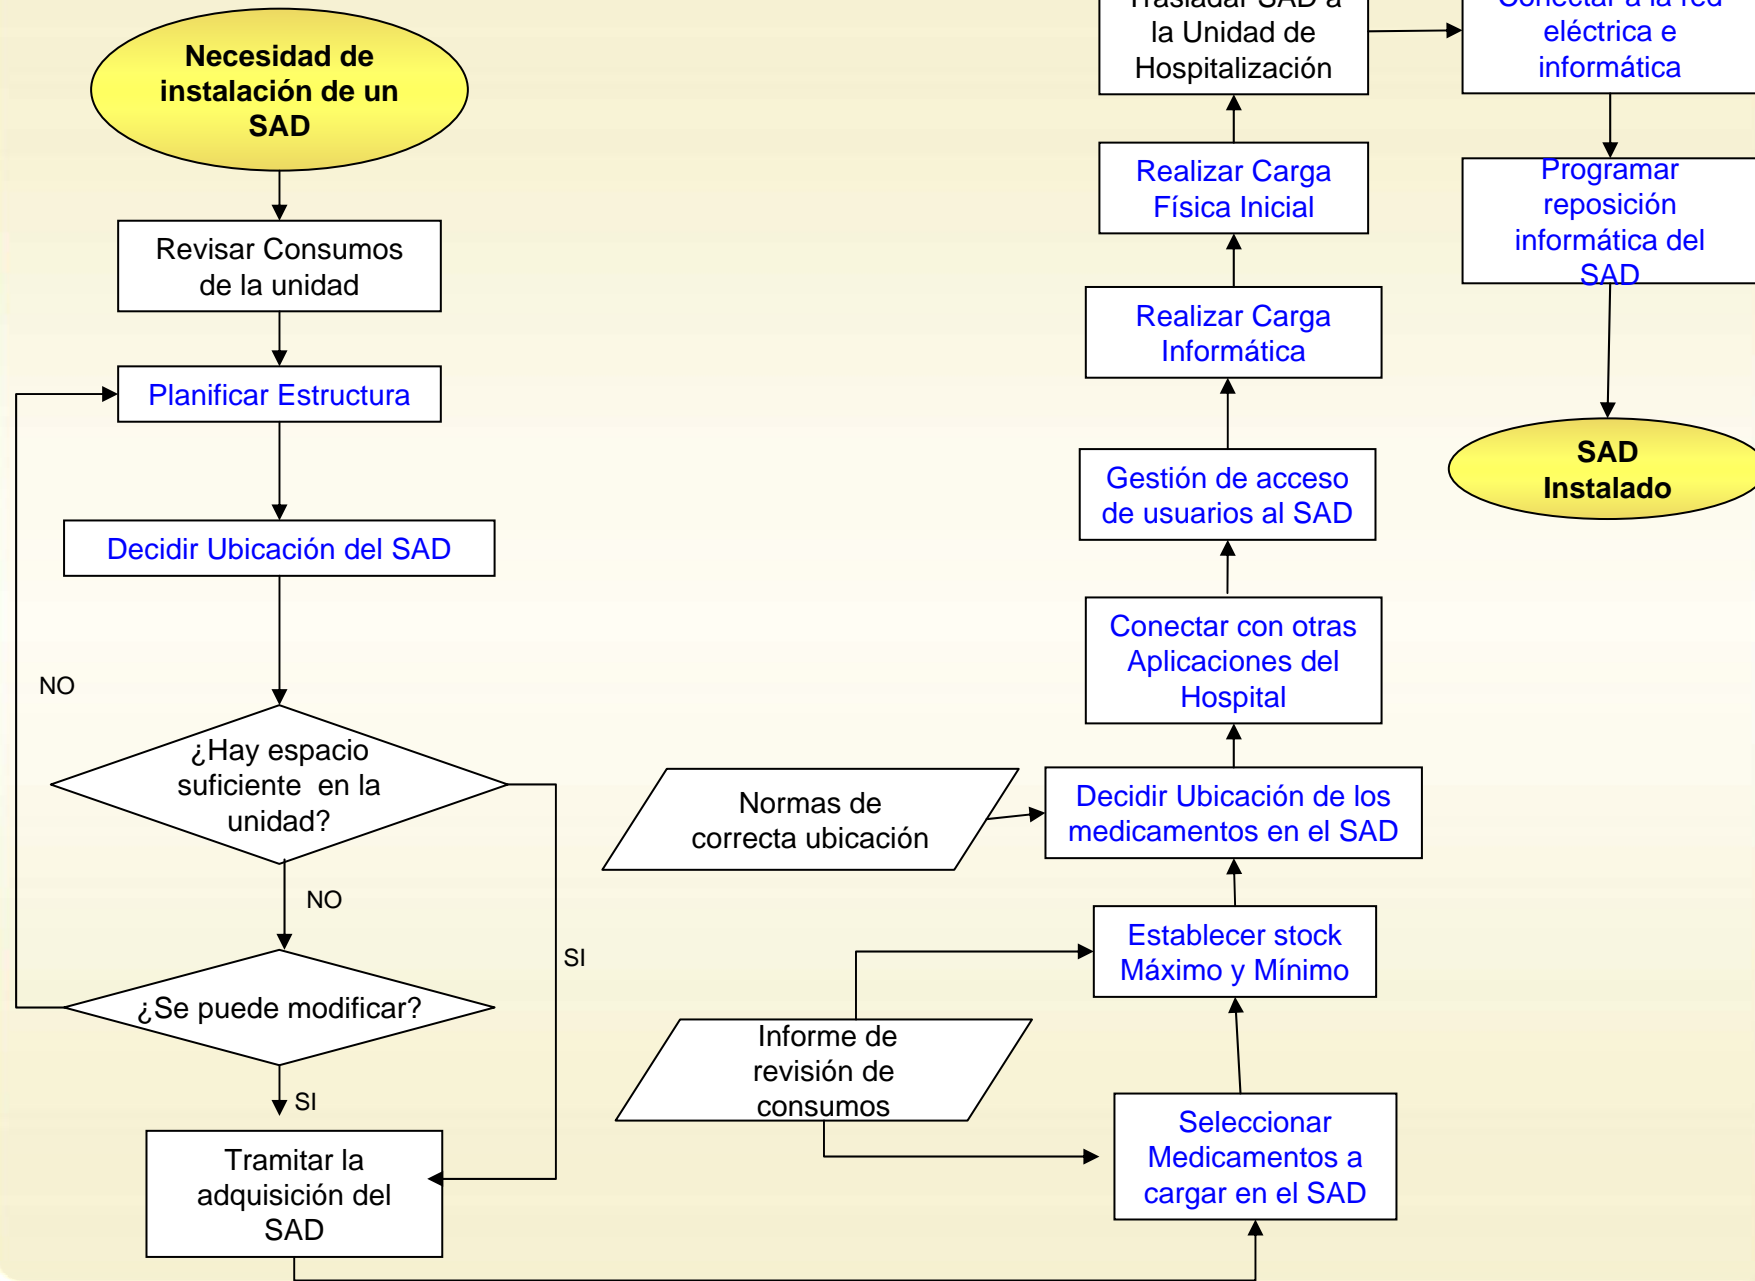 Necesidad de
instalación de un
SAD
Revisar Consumos
de la unidad
Planificar Estructura
Decidir Ubicación del SAD
NO
¿Hay espacio
suficiente en la
unidad?
NO
SI
¿Se puede modificar?
SI
Tramitar la
adquisición del
SAD
Trasladar SAD a
la Unidad de
Hospitalización
Realizar Carga
Física Inicial
Realizar Carga
Informática
Gestión de acceso
de usuarios al SAD
Conectar con otras
Aplicaciones del
Hospital
Normas de
correcta ubicación
Decidir Ubicación de los
medicamentos en el SAD
Establecer stock
Máximo y Mínimo
Informe de
revisión de
consumos
Seleccionar
Medicamentos a
cargar en el SAD
Conectar a la red
eléctrica e
informática
Programar
reposición
informática del
SAD
SAD
Instalado